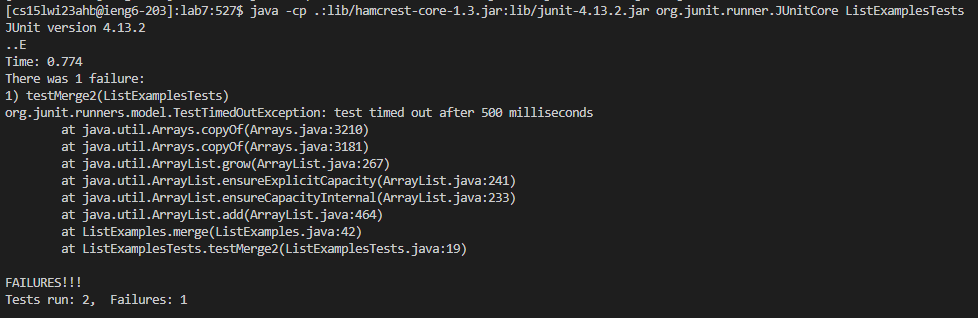 [cs15lwi23ahb@ieng6-203]:lab7:527$ java -cp .:lib/hamcrest-core-1.3.jar:lib/junit-4.13.2.jar org.junit.runner.JUnitCore ListExamplesTests
JUnit version 4.13.2
..E
Time: 0.774
There was 1 failure:
1) testMerge2(ListExamplesTests)
org.junit.runners.model.TestTimedOutException: test timed out after 500 milliseconds
        at java.util.Arrays.copyOf(Arrays.java:3210)
        at java.util.Arrays.copyOf(Arrays.java:3181)
        at java.util.ArrayList.grow(ArrayList.java:267)
        at java.util.ArrayList.ensureExplicitCapacity(ArrayList.java:241)
        at java.util.ArrayList.ensureCapacityInternal(ArrayList.java:233)
        at java.util.ArrayList.add(ArrayList.java:464)
        at ListExamples.merge(ListExamples.java:42)
        at ListExamplesTests.testMerge2(ListExamplesTests.java:19)

FAILURES!!!
Tests run: 2,  Failures: 1